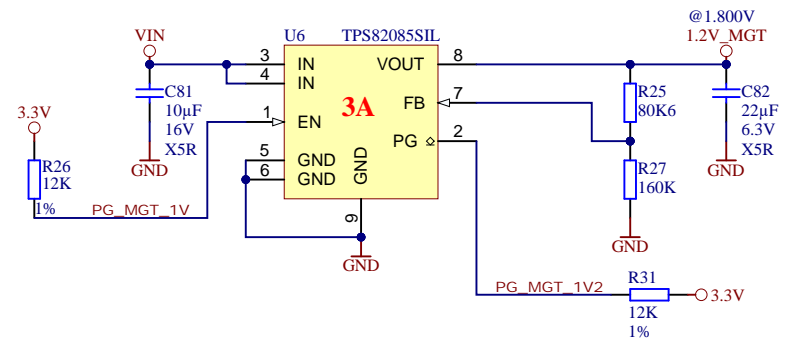 @1.800V
VIN
U6 TPS82085SIL
1.2V_MGT
3 IN
VOUT 8
4 IN
C81
10µF
16V
X5R
R25
80K6
C82
22µF
6.3V
X5R
3.3V
1 EN
3A
FB 7
PG 2
GND
5 GND
6 GND
GND
9
R26
12K
1%
PG_MGT_1V
R27
160K
GND
GND
GND
PG_MGT_1V2
R31
12K
1%
3.3V